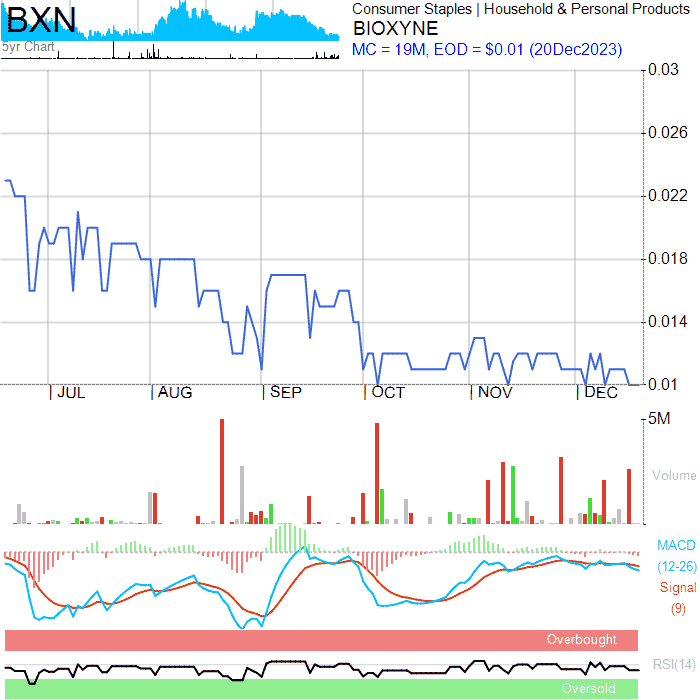 BXN
5yr Chart
Consumer Staples | Household & Personal Products
BIOXYNE
MC = 19M, EOD = $0.01 (20Dec2023)
0.03
0.026
0.022
0.018
0.014
0.01
| JUL | AUG | SEP | OCT | NOV | DEC
5M
Volume
MACD
(12-26)
Signal
(9)
Overbought
RSI(14)
Oversold